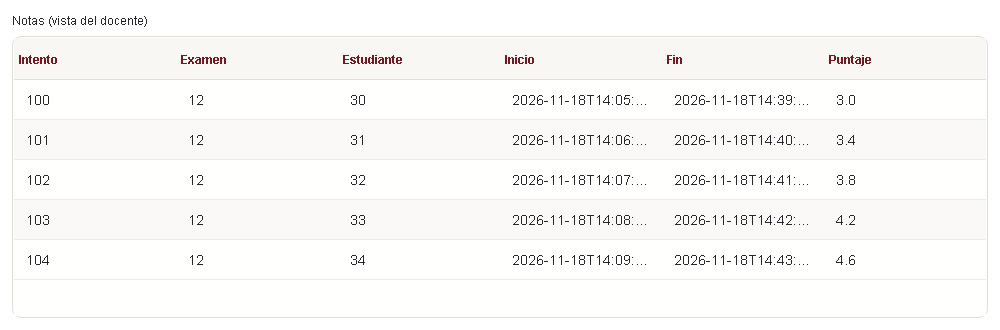 Notas (vista del docente)
Intento Examen Estudiante Inicio Fin Puntaje
100 12 30 2026-11-18T14:05:... 2026-11-18T14:39:... 3.0
101 12 31 2026-11-18T14:06:... 2026-11-18T14:40:... 3.4
102 12 32 2026-11-18T14:07:... 2026-11-18T14:41:... 3.8
103 12 33 2026-11-18T14:08:... 2026-11-18T14:42:... 4.2
104 12 34 2026-11-18T14:09:... 2026-11-18T14:43:... 4.6